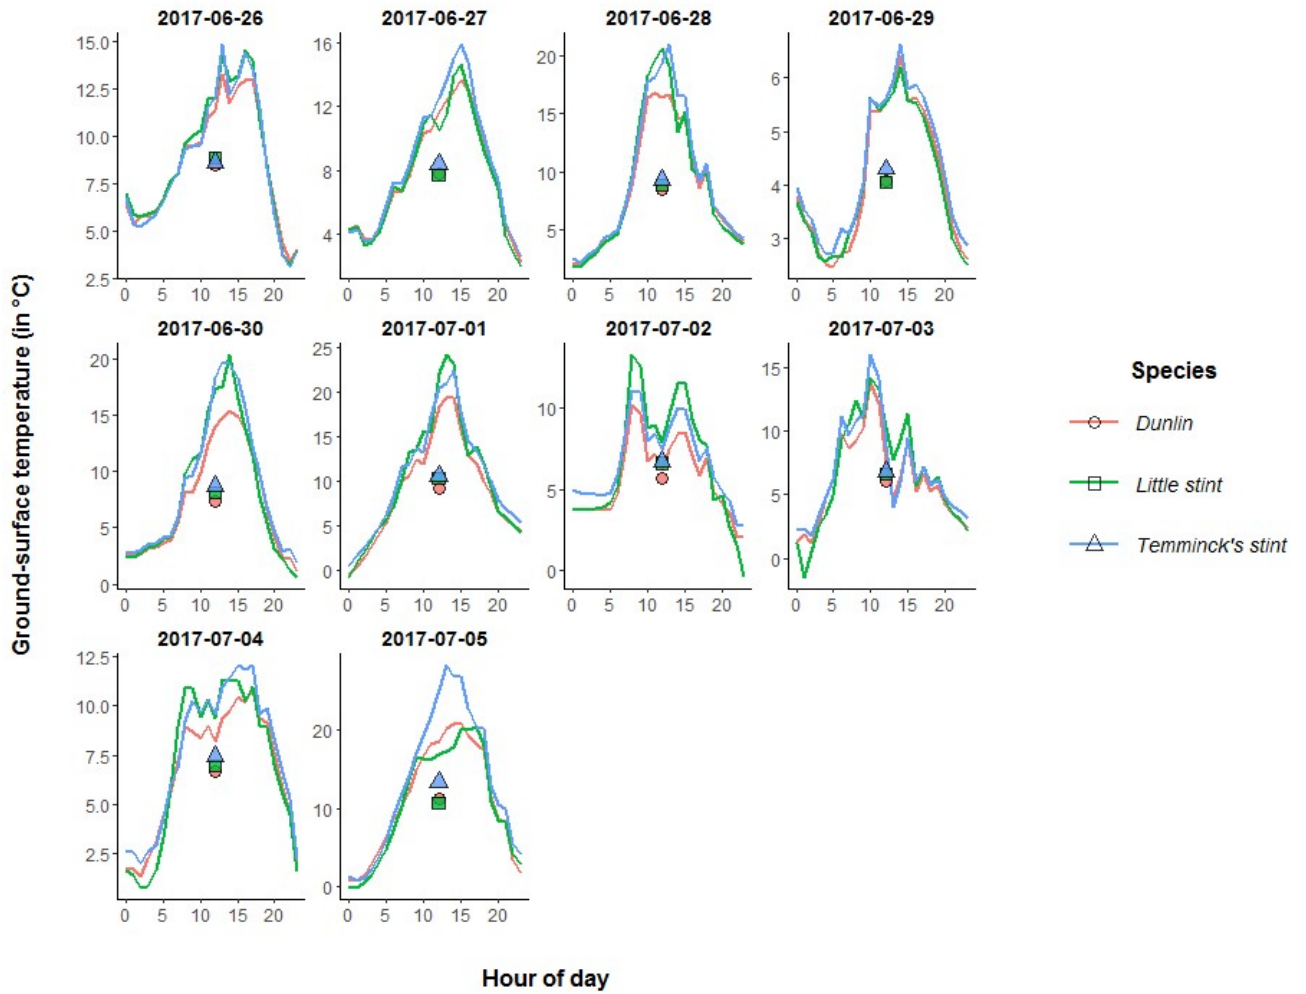 2017-06-26 2017-06-27 2017-06-28 2017-06-29
15.0 12.5 10.0 7.5 5.0 2.5
16 12 8 4
20 15 10 5
6 5 4 3
0 5 10 15 20 0 5 10 15 20 0 5 10 15 20 0 5 10 15 20
2017-06-30 2017-07-01 2017-07-02 2017-07-03
20 15 10 5 0
25 20 15 10 5 0
10 5 0
15 10 5 0
0 5 10 15 20 0 5 10 15 20 0 5 10 15 20 0 5 10 15 20
2017-07-04 2017-07-05
12.5 10.0 7.5 5.0 2.5
20 10 0
0 5 10 15 20 0 5 10 15 20
Ground-surface temperature (in °C)
Hour of day
Species
Dunlin
Little stint
Temminck's stint